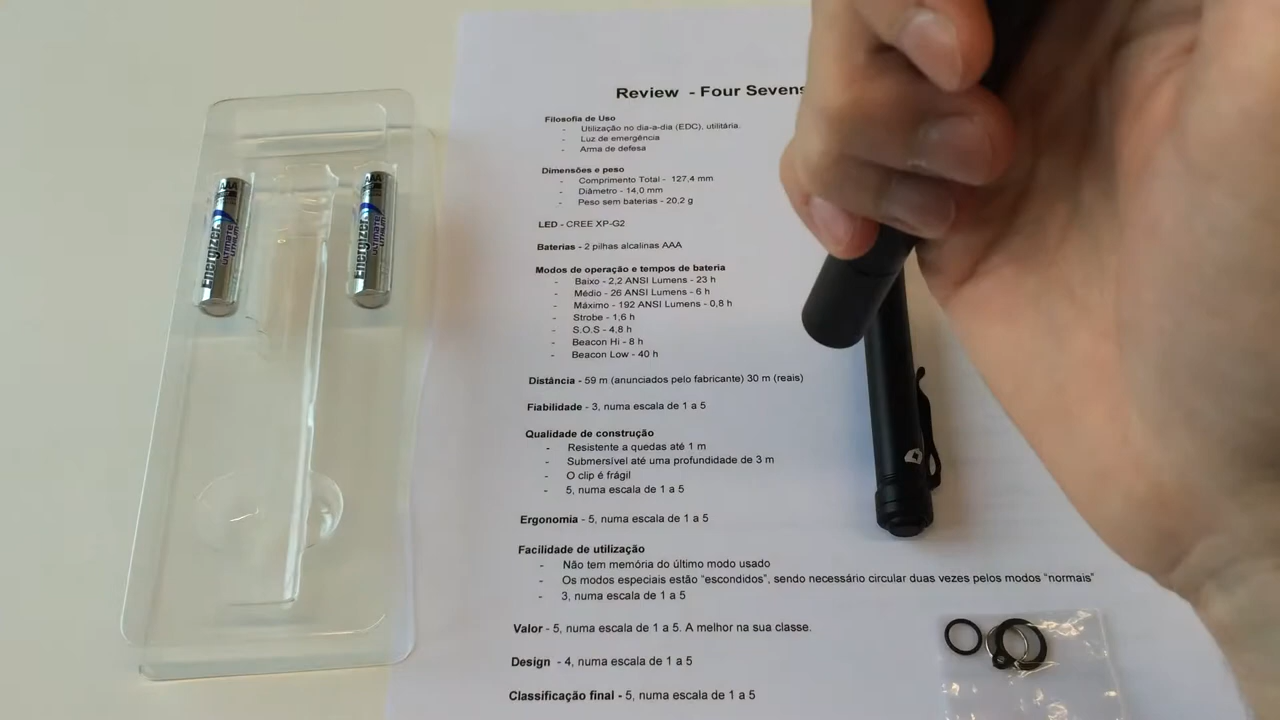 Review - Four Sevens
Filosofia de Uso
- Utilização no dia-a-dia (EDC), utilitária.
- Luz de emergência
- Arma de defesa
Dimensões e peso
- Comprimento Total - 127,4 mm
- Diâmetro - 14,0 mm
- Peso sem baterias - 20,2 g
LED - CREE XP-G2
Baterias - 2 pilhas alcalinas AAA
Modos de operação e tempos de bateria
- Baixo - 2,2 ANSI Lumens - 23 h
- Médio - 26 ANSI Lumens - 6 h
- Máximo - 192 ANSI Lumens - 0,8 h
- Strobe - 1,6 h
- S.O.S - 4,8 h
- Beacon Hi - 8 h
- Beacon Low - 40 h
Distância - 59 m (anunciados pelo fabricante) 30 m (reais)
Fiabilidade - 3, numa escala de 1 a 5
Qualidade de construção
- Resistente a quedas até 1 m
- Submersível até uma profundidade de 3 m
- O clip é frágil
- 5, numa escala de 1 a 5
Ergonomia - 5, numa escala de 1 a 5
Facilidade de utilização
- Não tem memória do último modo usado
- Os modos especiais estão “escondidos”, sendo necessário circular duas vezes pelos modos “normais”
- 3, numa escala de 1 a 5
Valor - 5, numa escala de 1 a 5. A melhor na sua classe.
Design - 4, numa escala de 1 a 5
Classificação final - 5, numa escala de 1 a 5
AAA
Energizer
ULTIMATE
LITHIUM
AAA
Energizer
ULTIMATE
LITHIUM